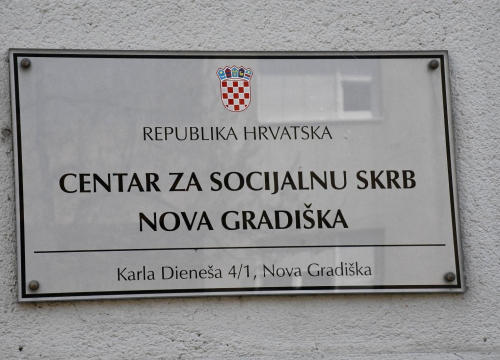 REPUBLIKA HRVATSKA
CENTAR ZA SOCIJALNU SKRB
NOVA GRADIŠKA
Karla Dieneša 4/1, Nova Gradiška